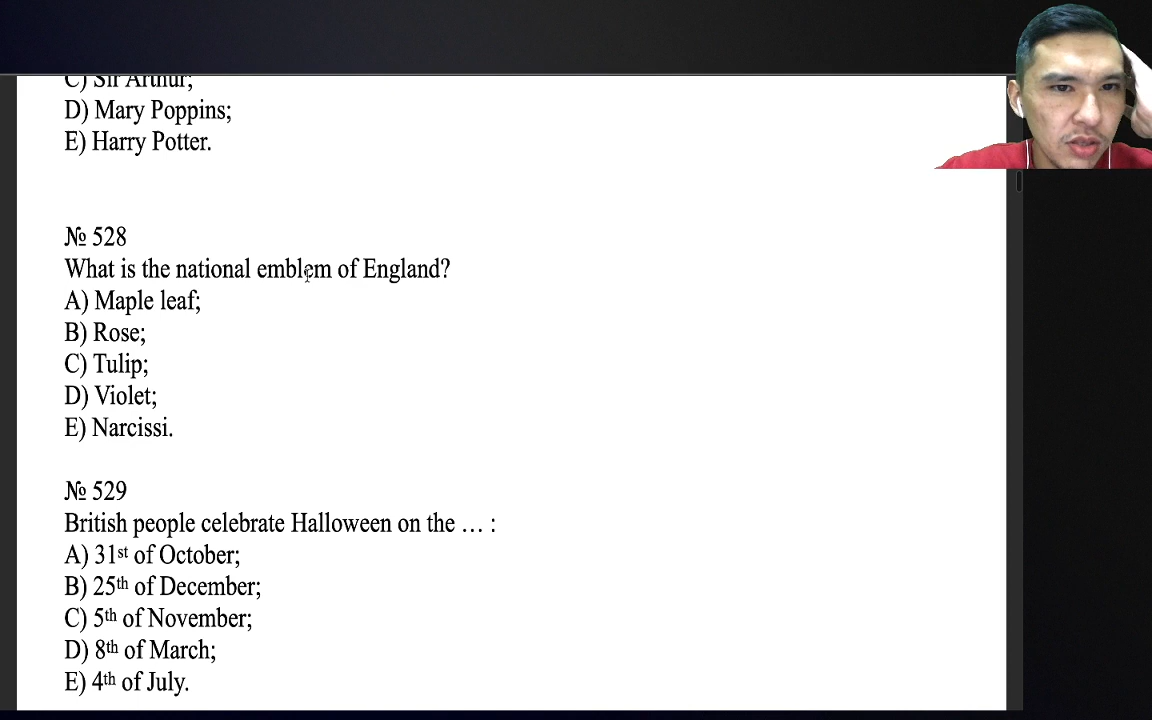 C) Sir Arthur;
D) Mary Poppins;
E) Harry Potter.
№ 528
What is the national emblem of England?
A) Maple leaf;
B) Rose;
C) Tulip;
D) Violet;
E) Narcissi.
№ 529
British people celebrate Halloween on the … :
A) 31st of October;
B) 25th of December;
C) 5th of November;
D) 8th of March;
E) 4th of July.